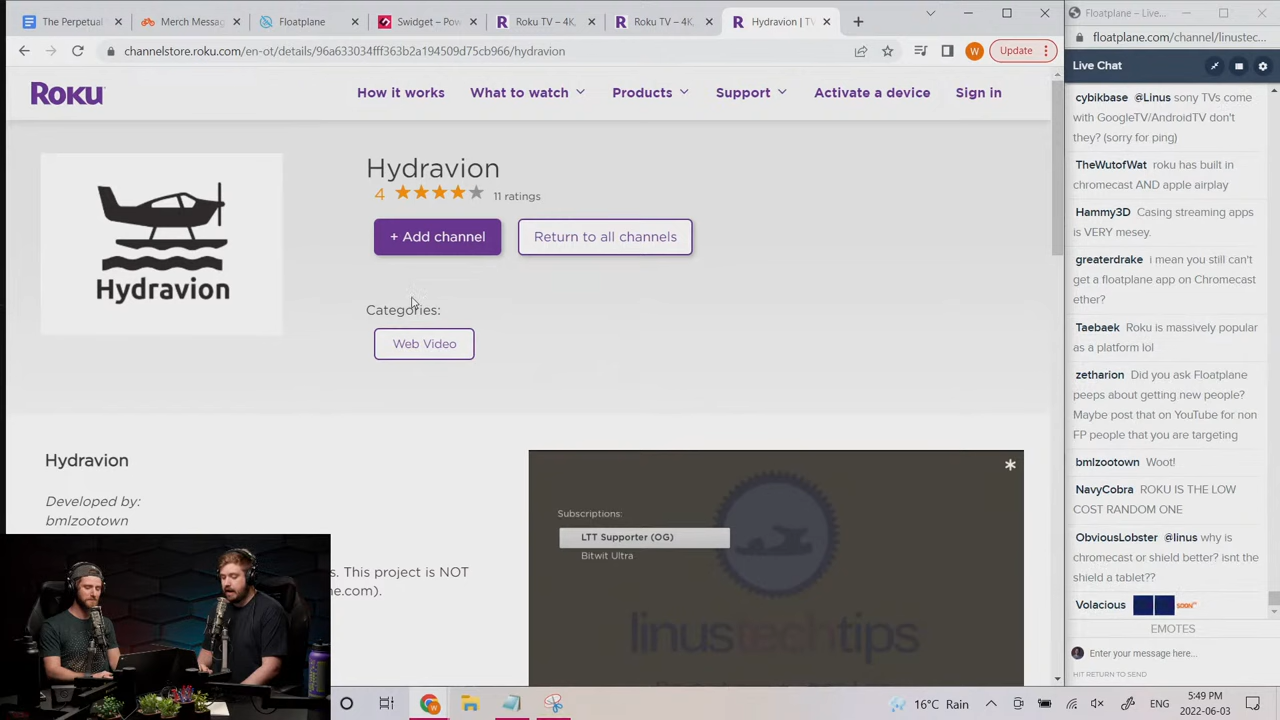 The Perpetual
Merch Messag
Floatplane
Swidget – Pow
Roku TV – 4K,
Roku TV – 4K,
Hydravion | T
Floatplane – Live...
channelstore.roku.com/en-ot/details/96a633034fff363b2a194509d75cb966/hydravion
Update
floatplane.com/channel/linustec...
Live Chat
Roku
How it works
What to watch
Products
Support
Activate a device
Sign in
Hydravion
Hydravion
4
11 ratings
+ Add channel
Return to all channels
Categories:
Web Video
Hydravion
Developed by:
bmlzootown
s. This project is NOT
ne.com).
Subscriptions:
LTT Supporter (OG)
Bitwit Ultra
linustechtips
cybikbase @Linus sony TVs come
with GoogleTV/AndroidTV don't
they? (sorry for ping)
TheWutofWat roku has built in
chromecast AND apple airplay
Hammy3D Casing streaming apps
is VERY mesey.
greaterdrake i mean you still can't
get a floatplane app on Chromecast
ether?
Taebaek Roku is massively popular
as a platform lol
zetharion Did you ask Floatplane
peeps about getting new people?
Maybe post that on YouTube for non
FP people that you are targeting
bmlzootown Woot!
NavyCobra ROKU IS THE LOW
COST RANDOM ONE
ObviousLobster @linus why is
chromecast or shield better? isnt the
shield a tablet??
Volacious SOON
EMOTES
Enter your message here...
HIT RETURN TO SEND
16°C Rain
ENG
5:49 PM
2022-06-03